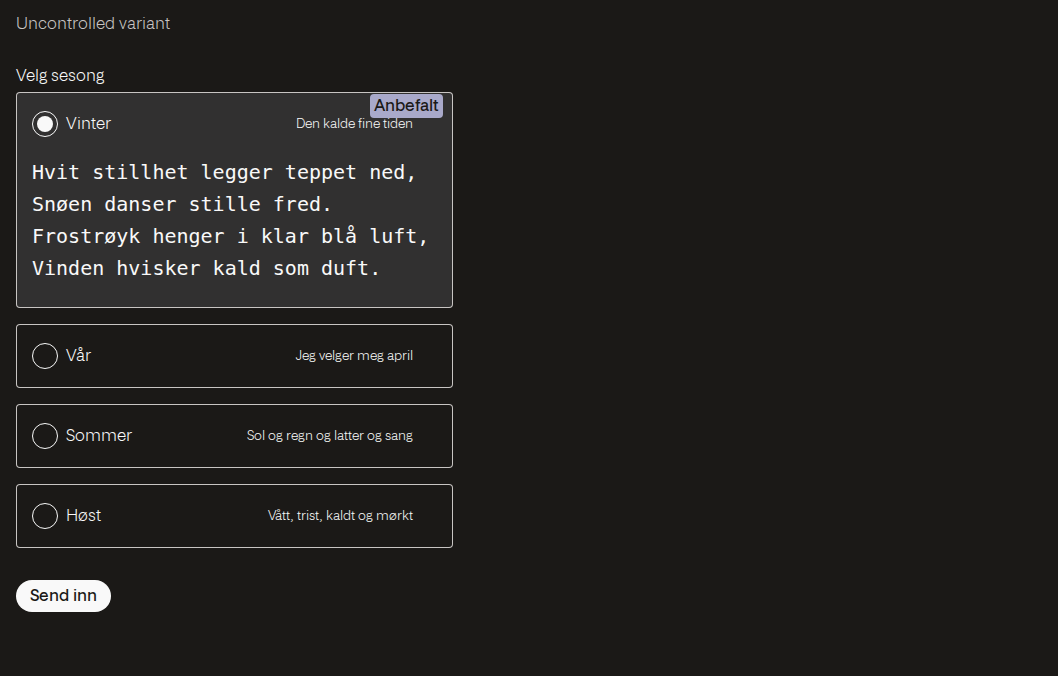 Uncontrolled variant
Velg sesong
Anbefalt
Vinter
Den kalde fine tiden
Hvit stillhet legger teppet ned,
Snøen danser stille fred.
Frostrøyk henger i klar blå luft,
Vinden hvisker kald som duft.
Vår
Jeg velger meg april
Sommer
Sol og regn og latter og sang
Høst
Vått, trist, kaldt og mørkt
Send inn